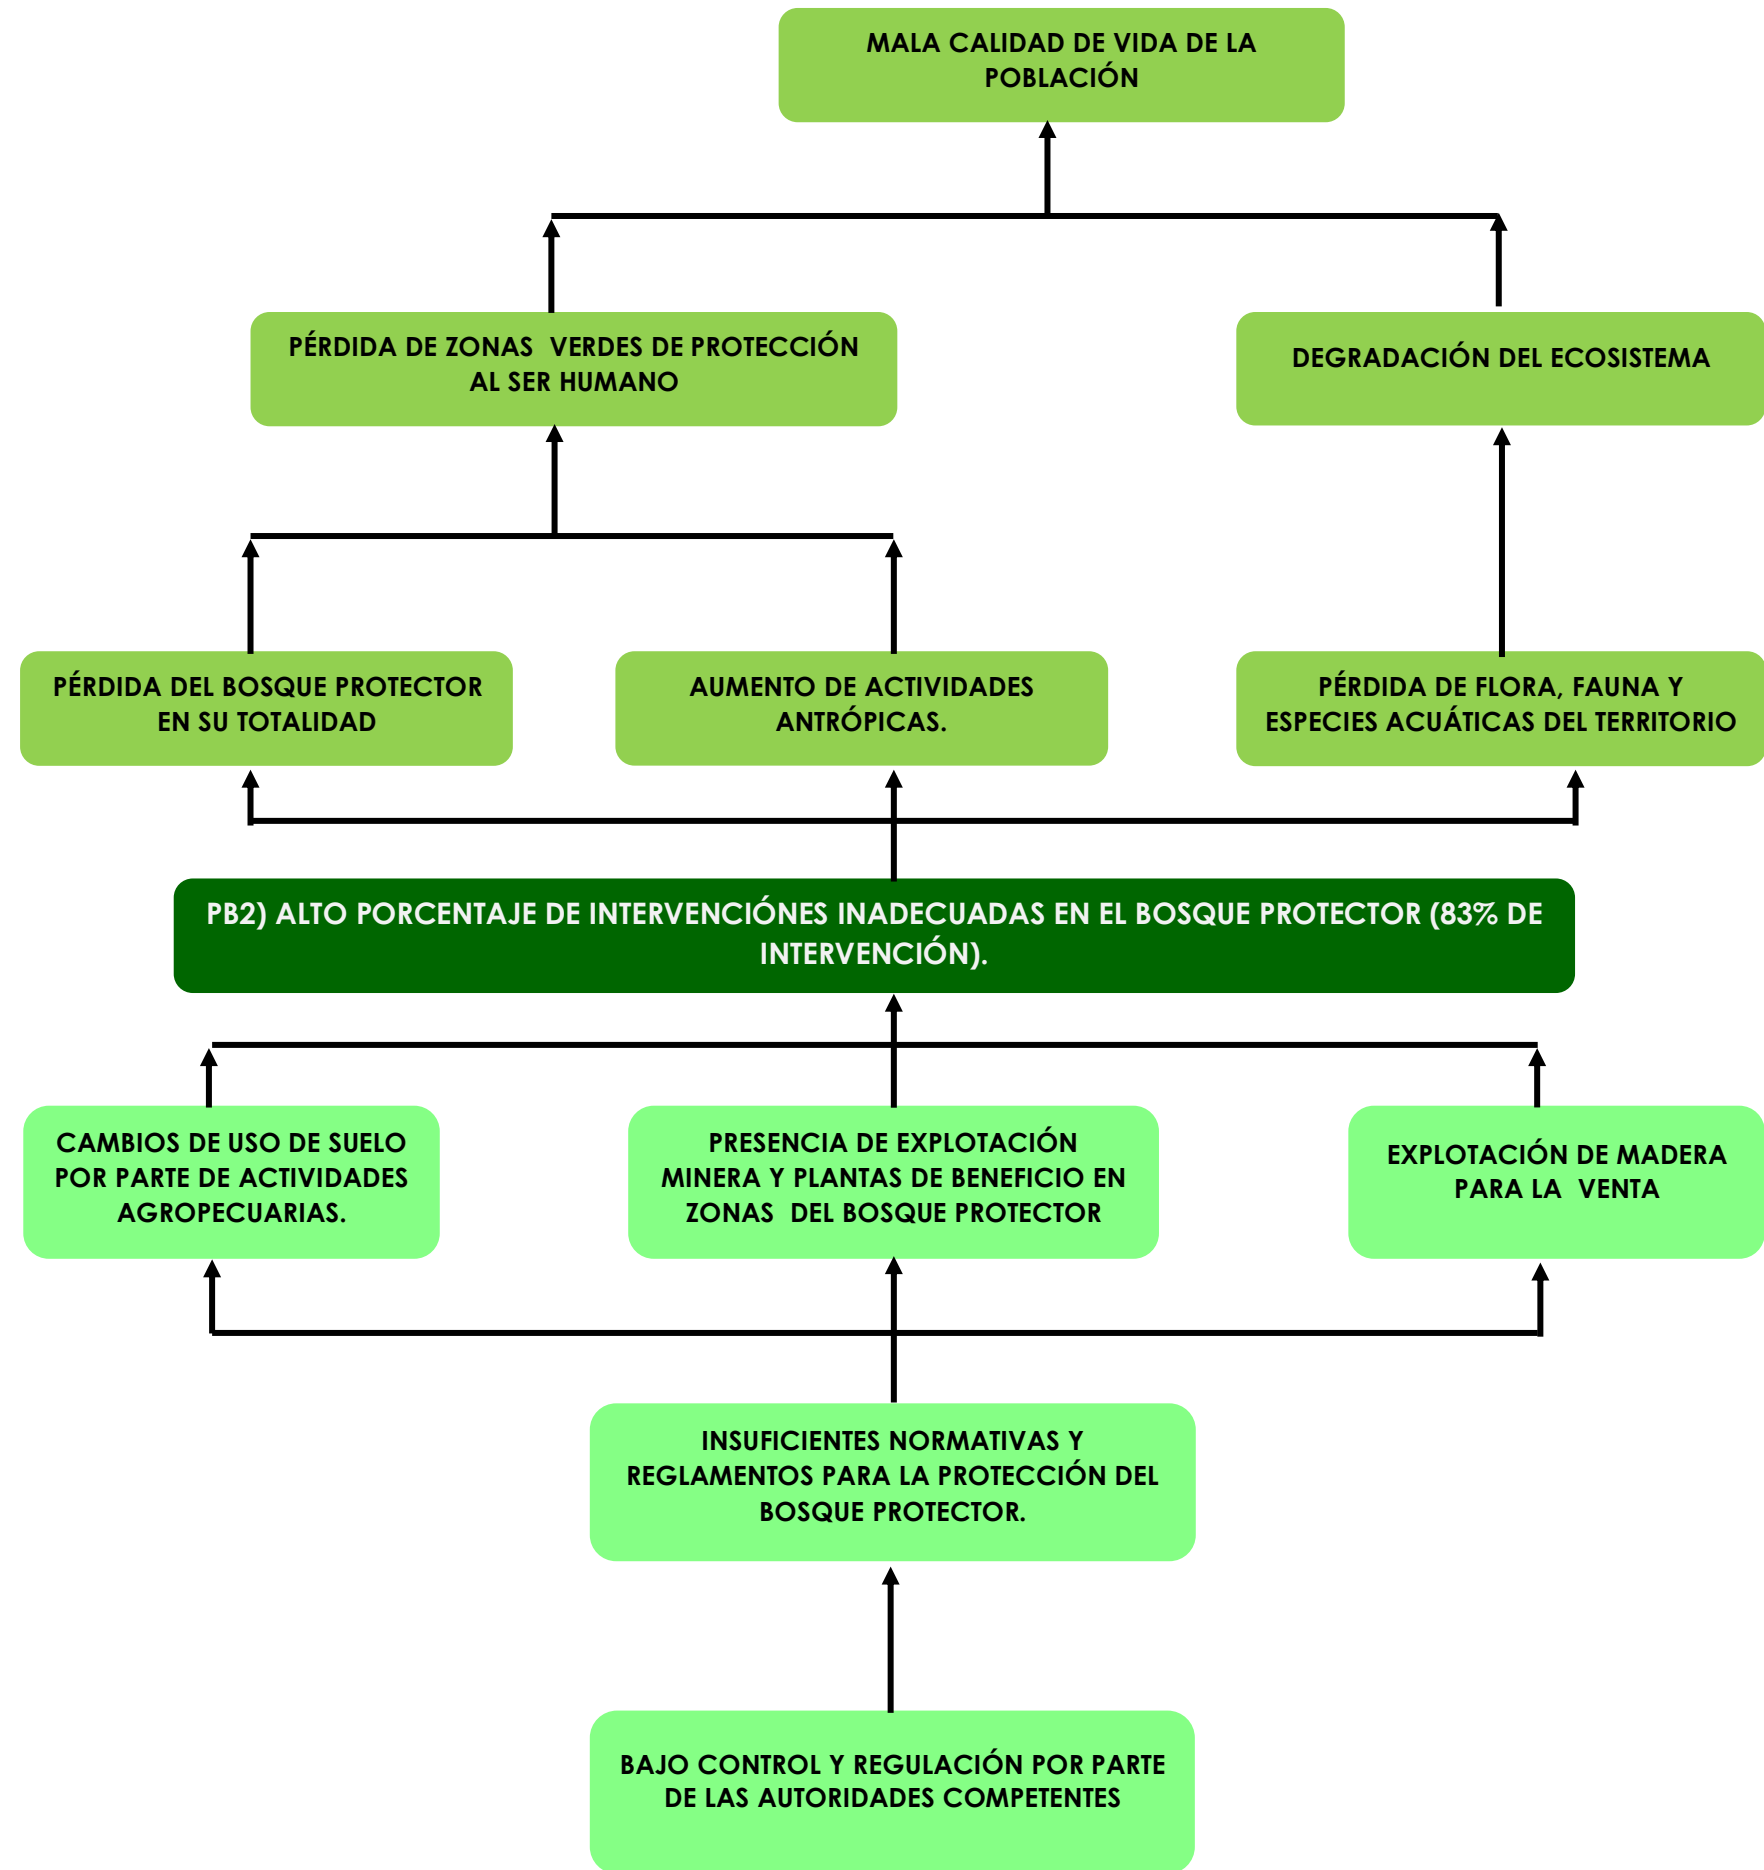 MALA CALIDAD DE VIDA DE LA
POBLACIÓN
PÉRDIDA DE ZONAS  VERDES DE PROTECCIÓN
AL SER HUMANO
DEGRADACIÓN DEL ECOSISTEMA
PÉRDIDA DEL BOSQUE PROTECTOR
EN SU TOTALIDAD
AUMENTO DE ACTIVIDADES
ANTRÓPICAS.
PÉRDIDA DE FLORA, FAUNA Y
ESPECIES ACUÁTICAS DEL TERRITORIO
PB2) ALTO PORCENTAJE DE INTERVENCIÓNES INADECUADAS EN EL BOSQUE PROTECTOR (83% DE
INTERVENCIÓN).
CAMBIOS DE USO DE SUELO
POR PARTE DE ACTIVIDADES
AGROPECUARIAS.
PRESENCIA DE EXPLOTACIÓN
MINERA Y PLANTAS DE BENEFICIO EN
ZONAS  DEL BOSQUE PROTECTOR
EXPLOTACIÓN DE MADERA
PARA LA  VENTA
INSUFICIENTES NORMATIVAS Y
REGLAMENTOS PARA LA PROTECCIÓN DEL
BOSQUE PROTECTOR.
BAJO CONTROL Y REGULACIÓN POR PARTE
DE LAS AUTORIDADES COMPETENTES